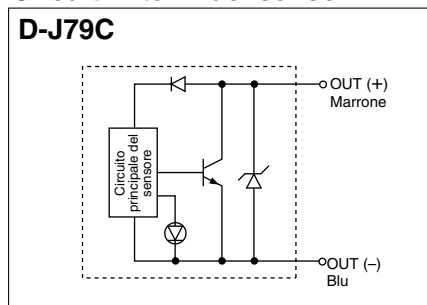 D-J79C
OUT (+)
Marrone
Circuito
principale del
sensore
OUT (–)
Blu